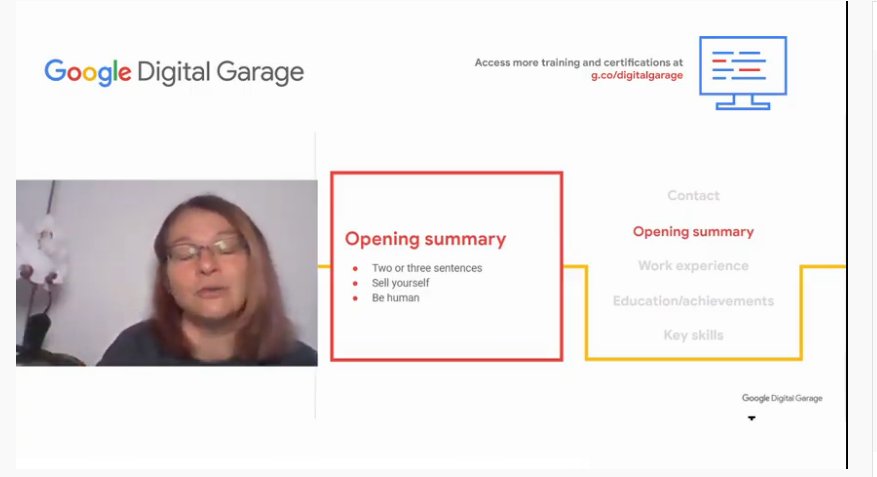 Google Digital Garage
Access more training and certifications at
g.co/digitalgarage
Opening summary
Two or three sentences
Sell yourself
Be human
Contact
Opening summary
Work experience
Education/achievements
Key skills
Google Digital Garage